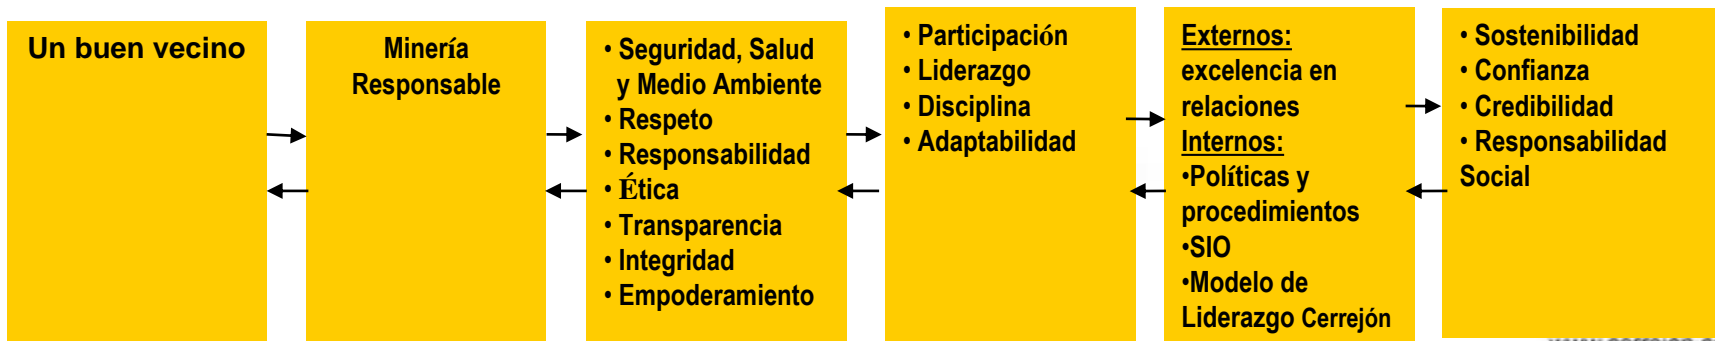 Un buen vecino
Minería
Responsable
• Seguridad, Salud
y Medio Ambiente
• Respeto
• Responsabilidad
• Ética
• Transparencia
• Integridad
• Empoderamiento
• Participación
• Liderazgo
• Disciplina
• Adaptabilidad
Externos:
excelencia en
relaciones
Internos:
•Políticas y
procedimientos
•SIO
•Modelo de
Liderazgo Cerrejón
• Sostenibilidad
• Confianza
• Credibilidad
• Responsabilidad
Social